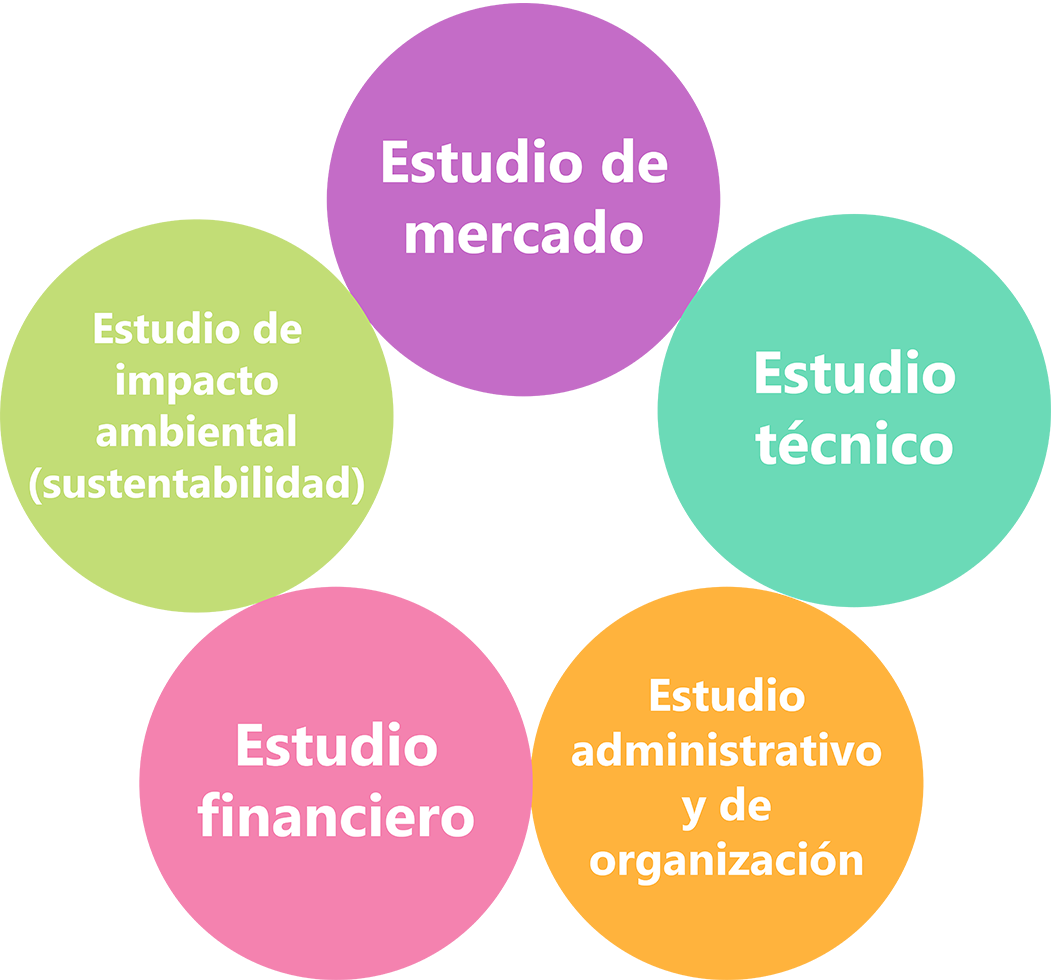 Estudio de
mercado
Estudio
técnico
Estudio
administrativo
y de
organización
Estudio
financiero
Estudio de
impacto
ambiental
(sustentabilidad)